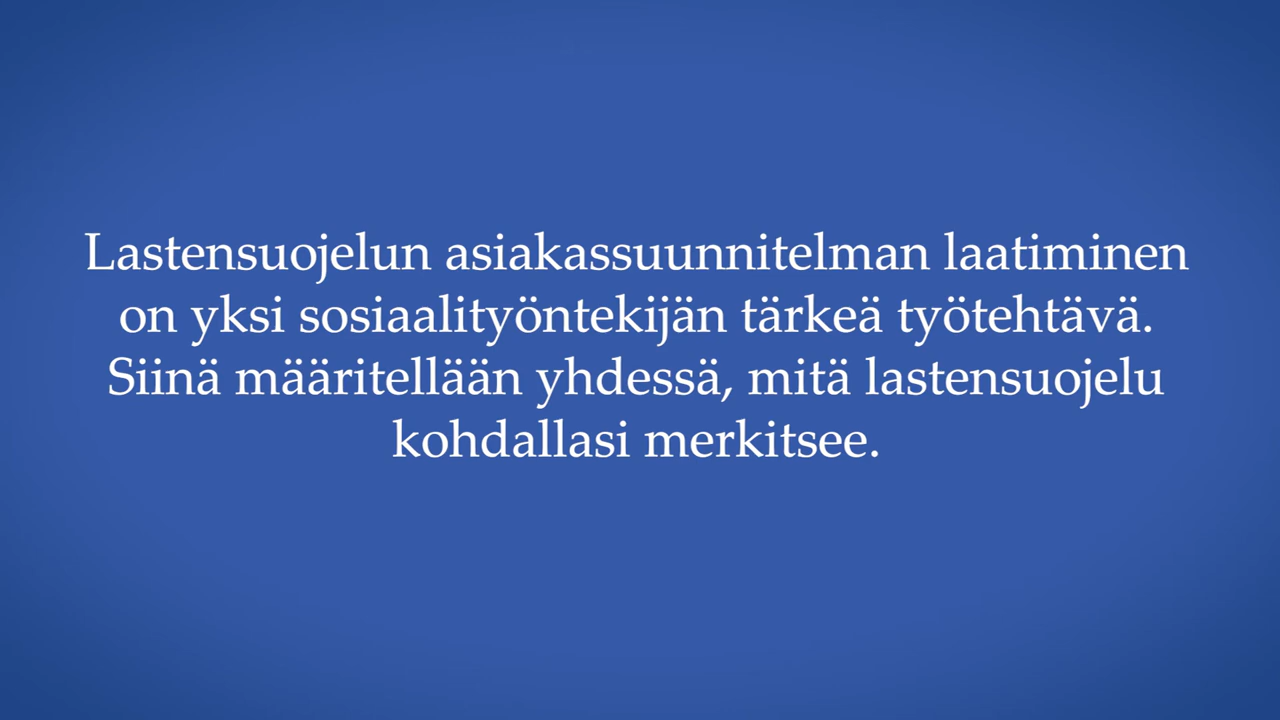 Lastensuojelun asiakassuunnitelman laatiminen
on yksi sosiaalityöntekijän tärkeä työtehtävä.
Siinä määritellään yhdessä, mitä lastensuojelu
kohdallasi merkitsee.